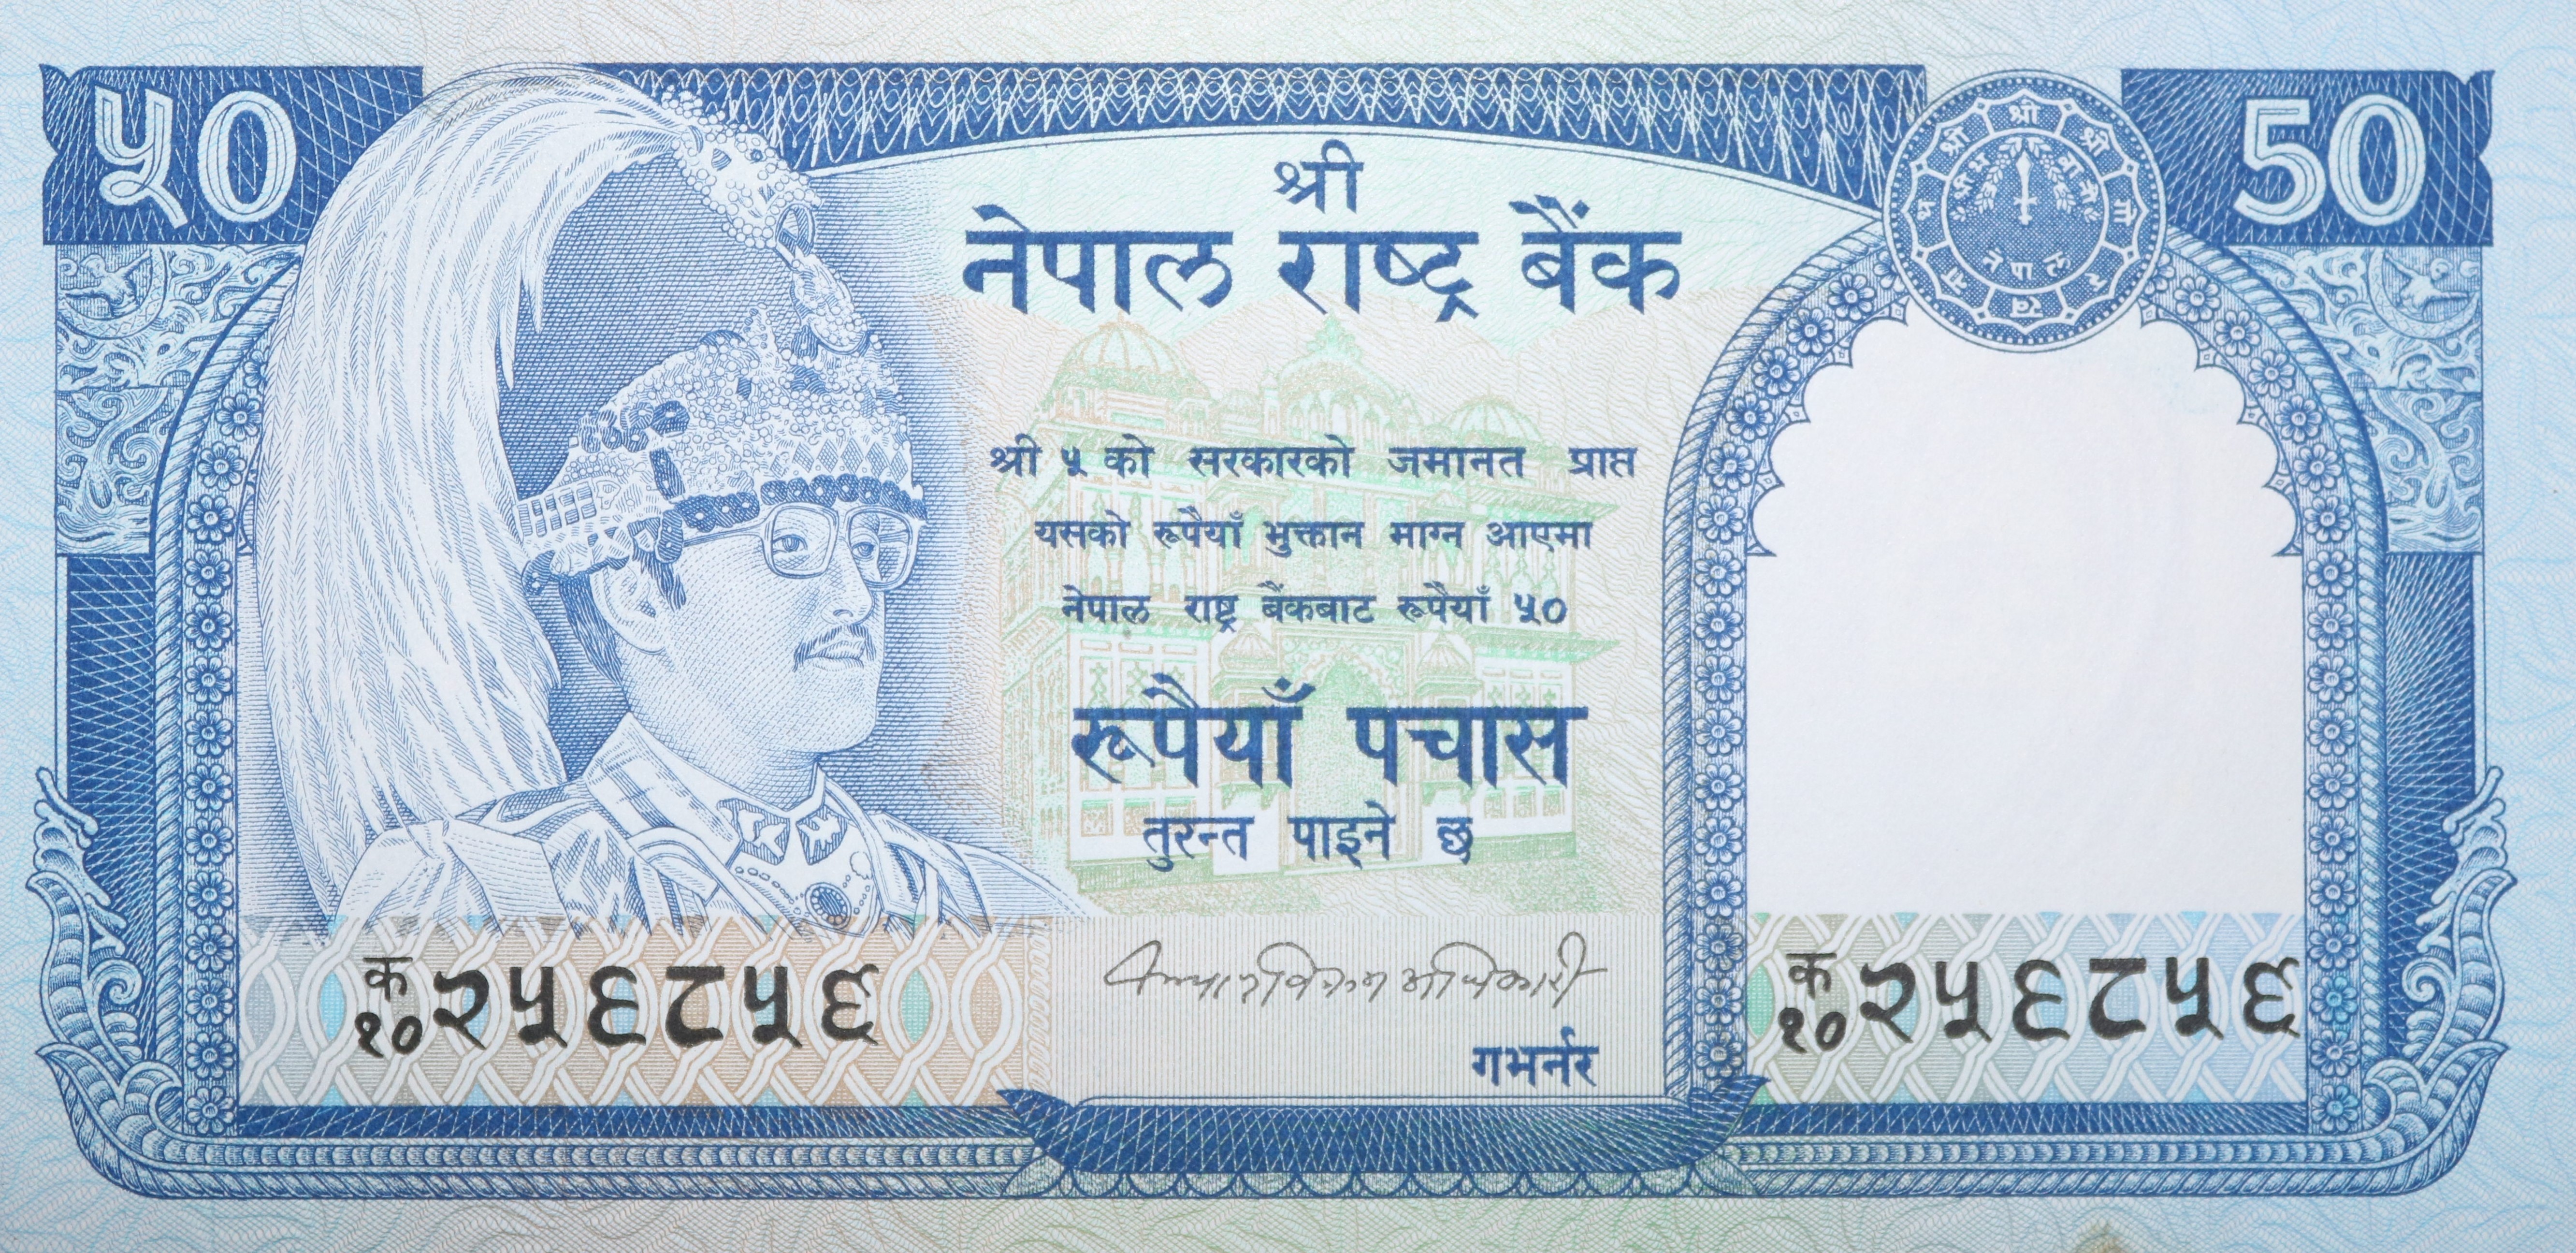 ५०
50
श्री
नेपाल राष्ट्र बैंक
श्री ५ को सरकारको जमानत प्राप्त
यसको रूपैयाँ भुक्तान माग्न आएमा
नेपाल राष्ट्र बैंकबाट रूपैयाँ ५०
रूपैयाँ पचास
तुरन्त पाइने छ
क १० २५६८५६
गभर्नर
क १० २५६८५६